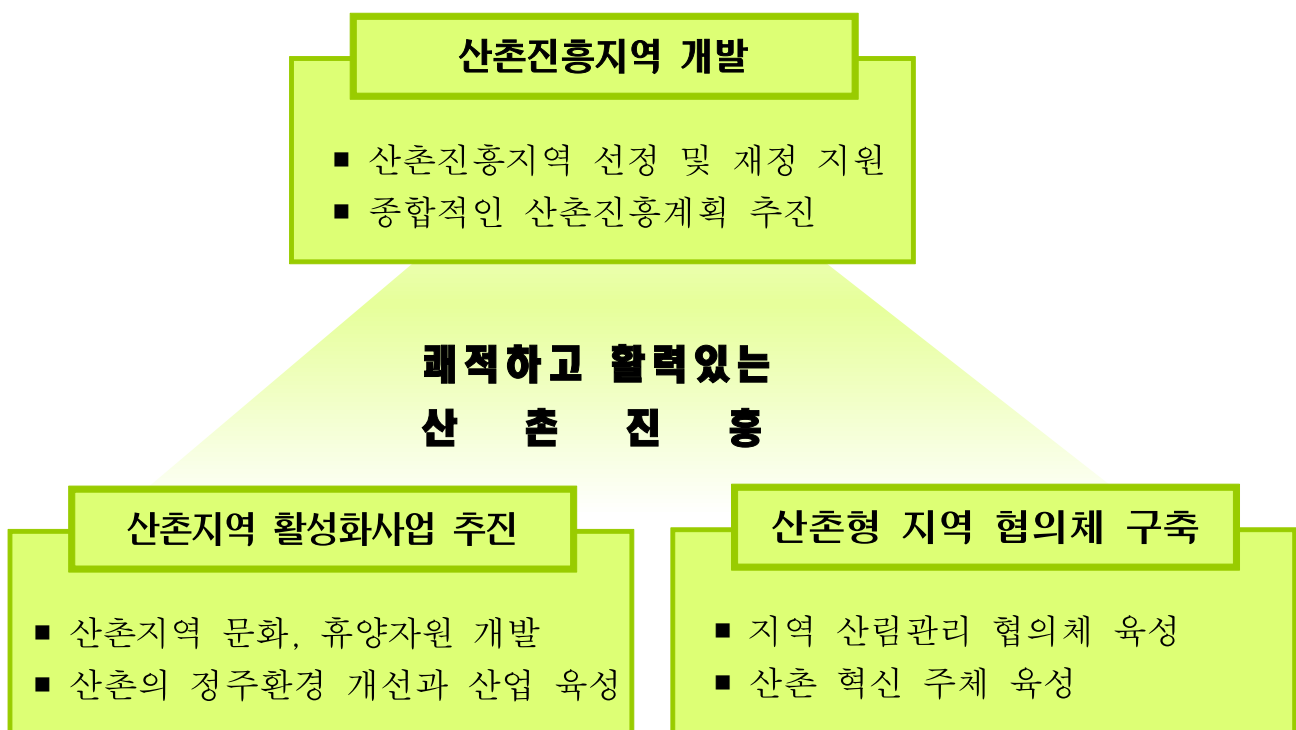 산촌진흥지역 개발
▪ 산촌진흥지역 선정 및 재정 지원
▪ 종합적인 산촌진흥계획 추진
쾌적하고 활력있는
산 촌 진 흥
산촌지역 활성화사업 추진
▪ 산촌지역 문화, 휴양자원 개발
▪ 산촌의 정주환경 개선과 산업 육성
산촌형 지역 협의체 구축
▪ 지역 산림관리 협의체 육성
▪ 산촌 혁신 주체 육성